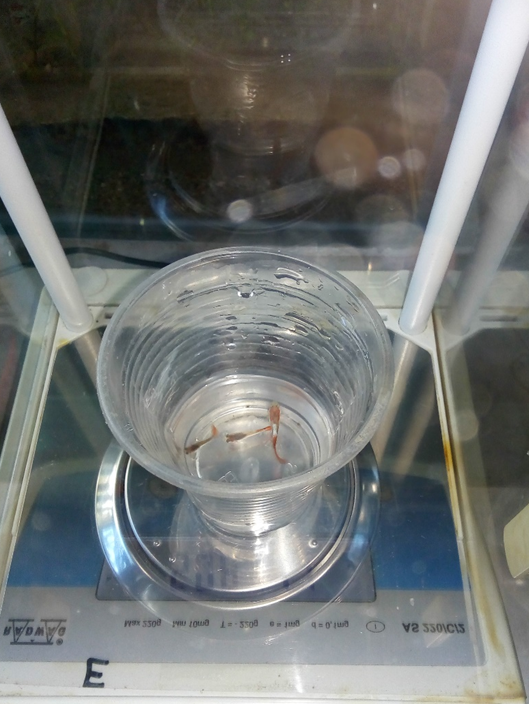 RADWAG®
Max 220g Min 10mg T = - 220g e = 1mg d = 0,1mg
AS 220/C/2
E